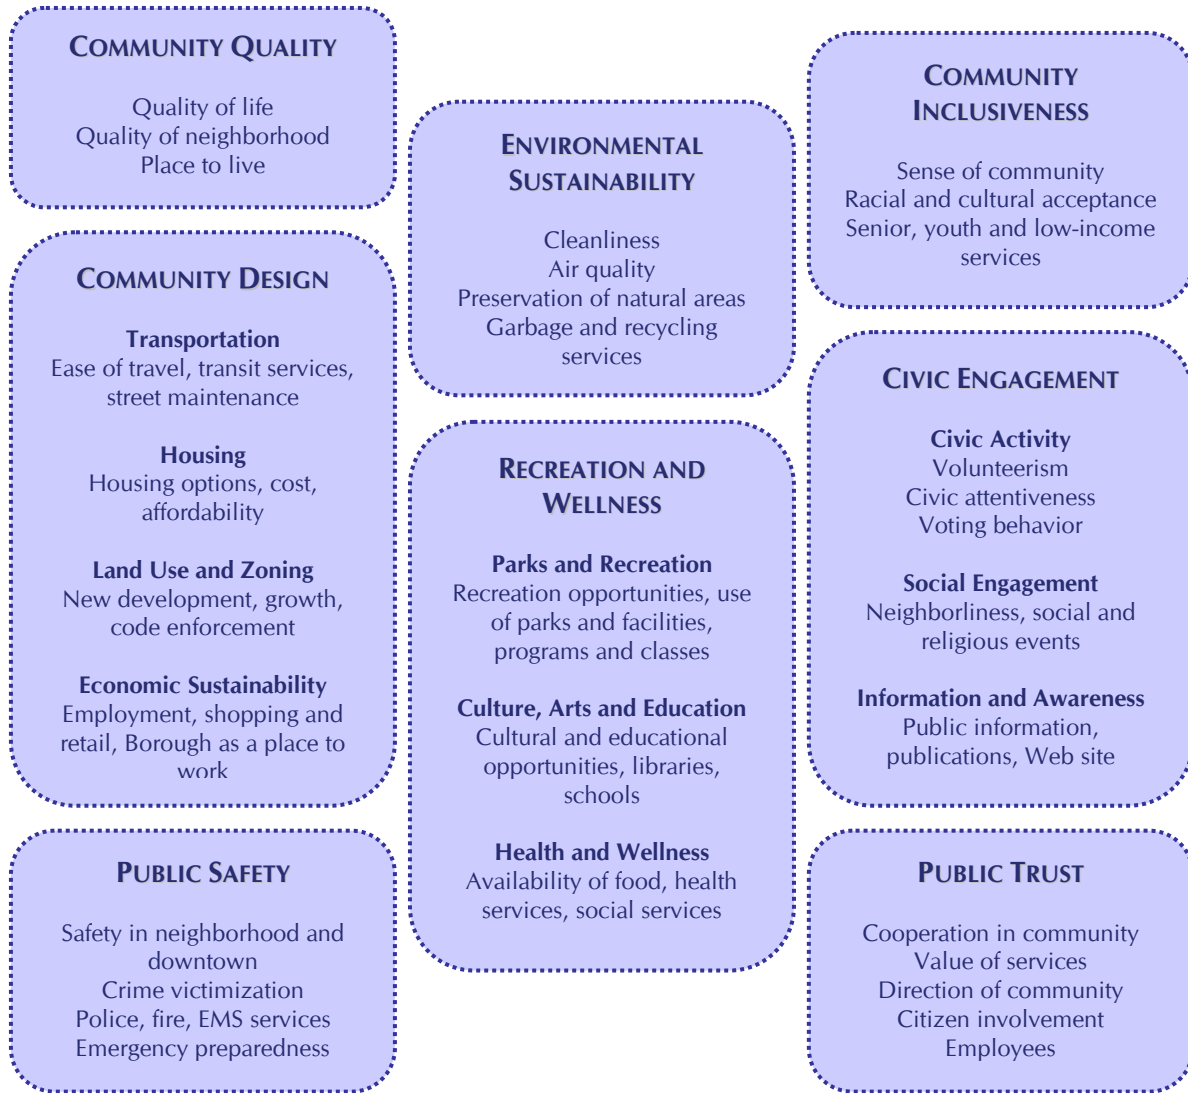 COMMUNITY QUALITY
Quality of life
Quality of neighborhood
Place to live
COMMUNITY DESIGN
Transportation
Ease of travel, transit services,
street maintenance
Housing
Housing options, cost,
affordability
Land Use and Zoning
New development, growth,
code enforcement
Economic Sustainability
Employment, shopping and
retail, Borough as a place to
work
PUBLIC SAFETY
Safety in neighborhood and
downtown
Crime victimization
Police, fire, EMS services
Emergency preparedness
ENVIRONMENTAL
SUSTAINABILITY
Cleanliness
Air quality
Preservation of natural areas
Garbage and recycling
services
RECREATION AND
WELLNESS
Parks and Recreation
Recreation opportunities, use
of parks and facilities,
programs and classes
Culture, Arts and Education
Cultural and educational
opportunities, libraries,
schools
Health and Wellness
Availability of food, health
services, social services
COMMUNITY
INCLUSIVENESS
Sense of community
Racial and cultural acceptance
Senior, youth and low-income
services
CIVIC ENGAGEMENT
Civic Activity
Volunteerism
Civic attentiveness
Voting behavior
Social Engagement
Neighborliness, social and
religious events
Information and Awareness
Public information,
publications, Web site
PUBLIC TRUST
Cooperation in community
Value of services
Direction of community
Citizen involvement
Employees